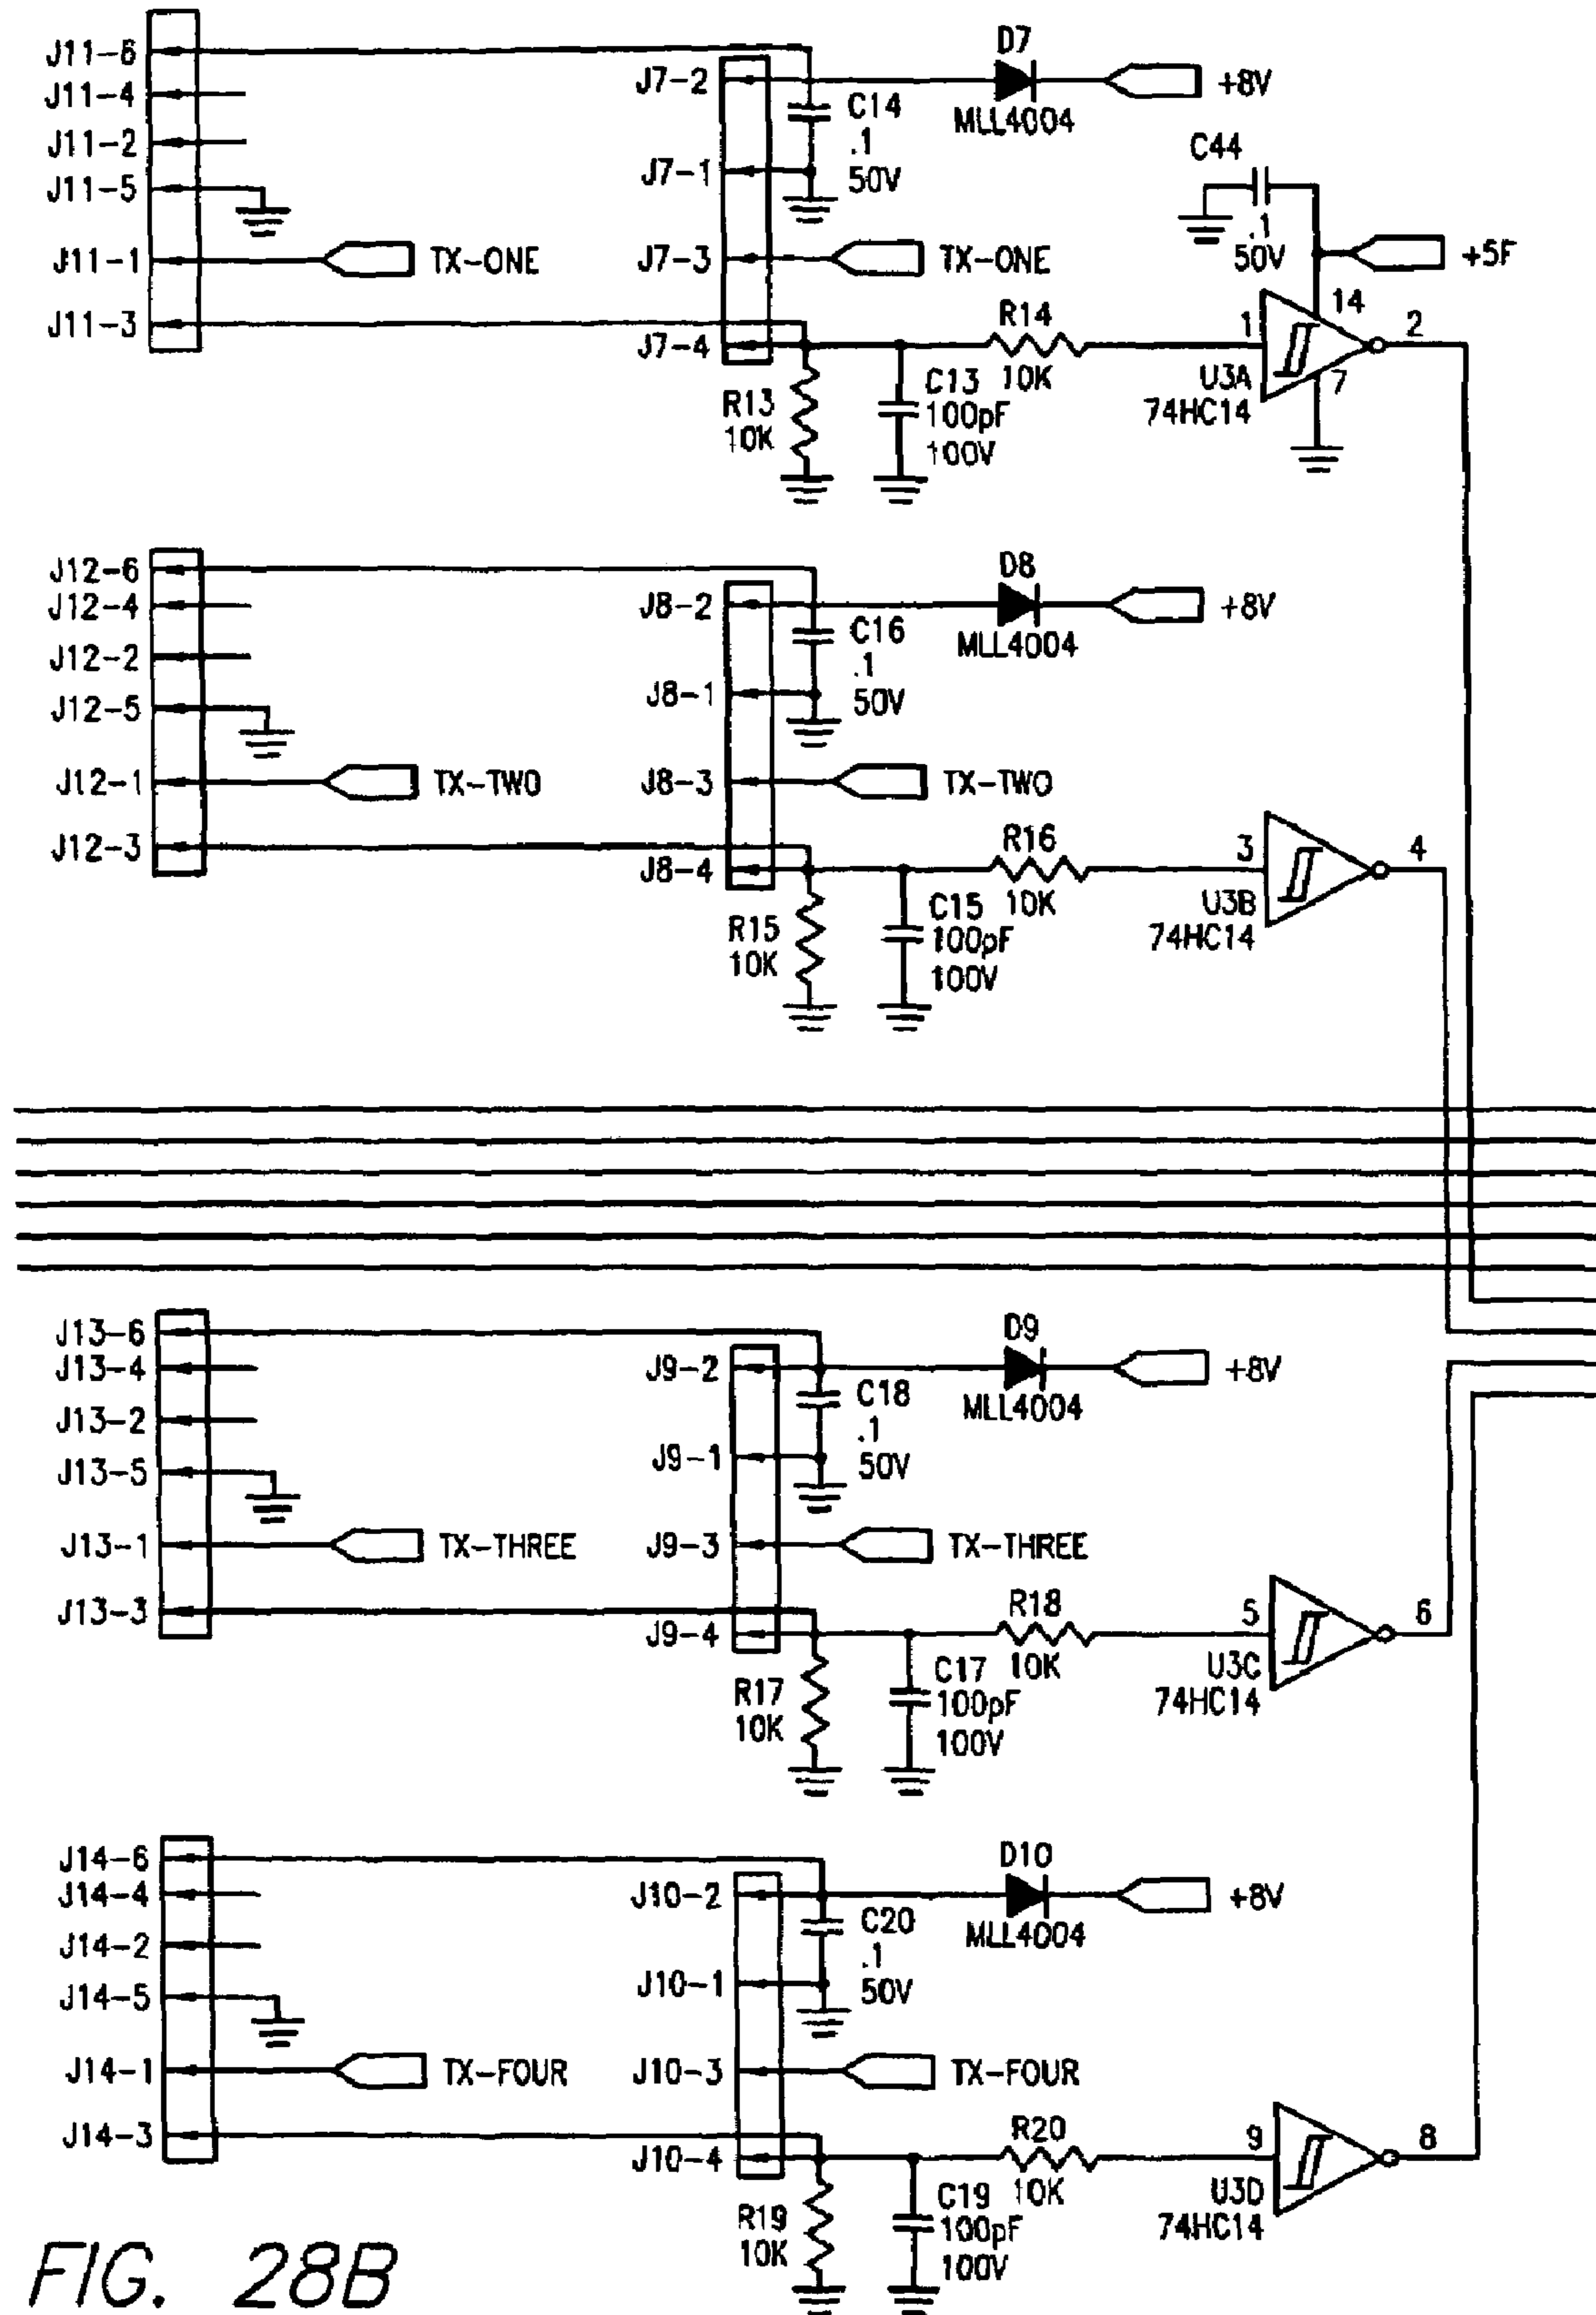 J11-6
J11-4
J11-2
J11-5
J11-1
J11-3
TX-ONE
J7-2
J7-1
J7-3
J7-4
C14
.1
50V
D7
MLL4004
+8V
C44
.1
50V
+5F
TX-ONE
R13
10K
C13
100pF
100V
R14
10K
1
14
2
7
U3A
74HC14
J12-6
J12-4
J12-2
J12-5
J12-1
J12-3
TX-TWO
J8-2
J8-1
J8-3
J8-4
C16
.1
50V
D8
MLL4004
+8V
TX-TWO
R15
10K
C15
100pF
100V
R16
10K
3
4
U3B
74HC14
J13-6
J13-4
J13-2
J13-5
J13-1
J13-3
TX-THREE
J9-2
J9-1
J9-3
J9-4
C18
.1
50V
D9
MLL4004
+8V
TX-THREE
R17
10K
C17
100pF
100V
R18
10K
5
6
U3C
74HC14
J14-6
J14-4
J14-2
J14-5
J14-1
J14-3
TX-FOUR
J10-2
J10-1
J10-3
J10-4
C20
.1
50V
D10
MLL4004
+8V
TX-FOUR
R19
10K
C19
100pF
100V
R20
10K
9
8
U3D
74HC14
FIG. 28B